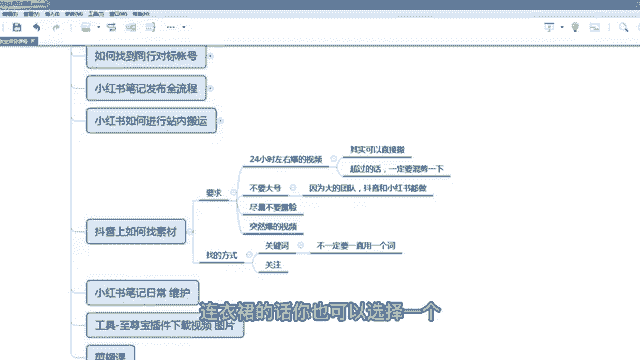 如何找到同行对标帐号
小红书笔记发布全流程
小红书如何进行站内搬运
抖音上如何找素材
要求
24小时左右爆的视频
其实可以直接搬
超过的话，一定要混剪一下
不要大号
因为大的团队，抖音和小红书都做
尽量不要露脸
突然爆的视频
找的方式
关键词
不一定要一直用一个词
关注
小红书笔记日常 维护
工具-至尊宝插件下载视频 图片
剪辑课
连衣裙的话你也可以选择一个